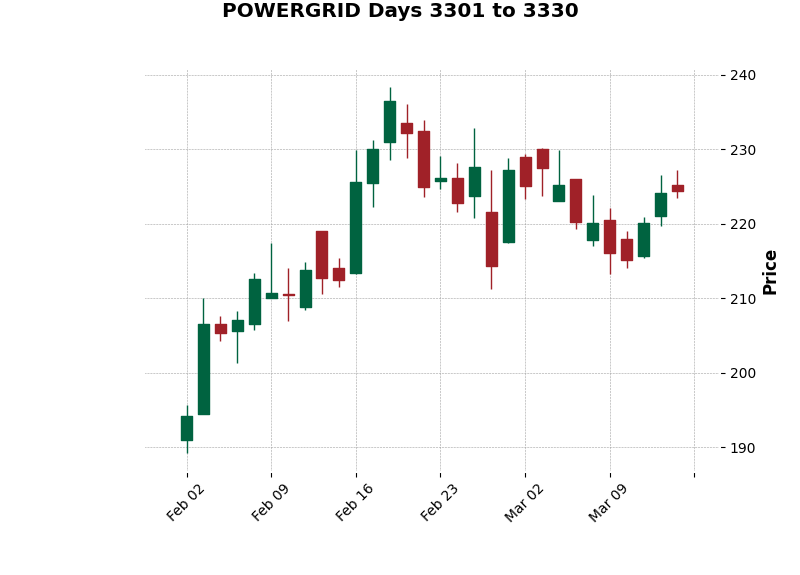 POWERGRID Days 3301 to 3330
240
230
220
210
200
190
Price
Feb 02
Feb 09
Feb 16
Feb 23
Mar 02
Mar 09